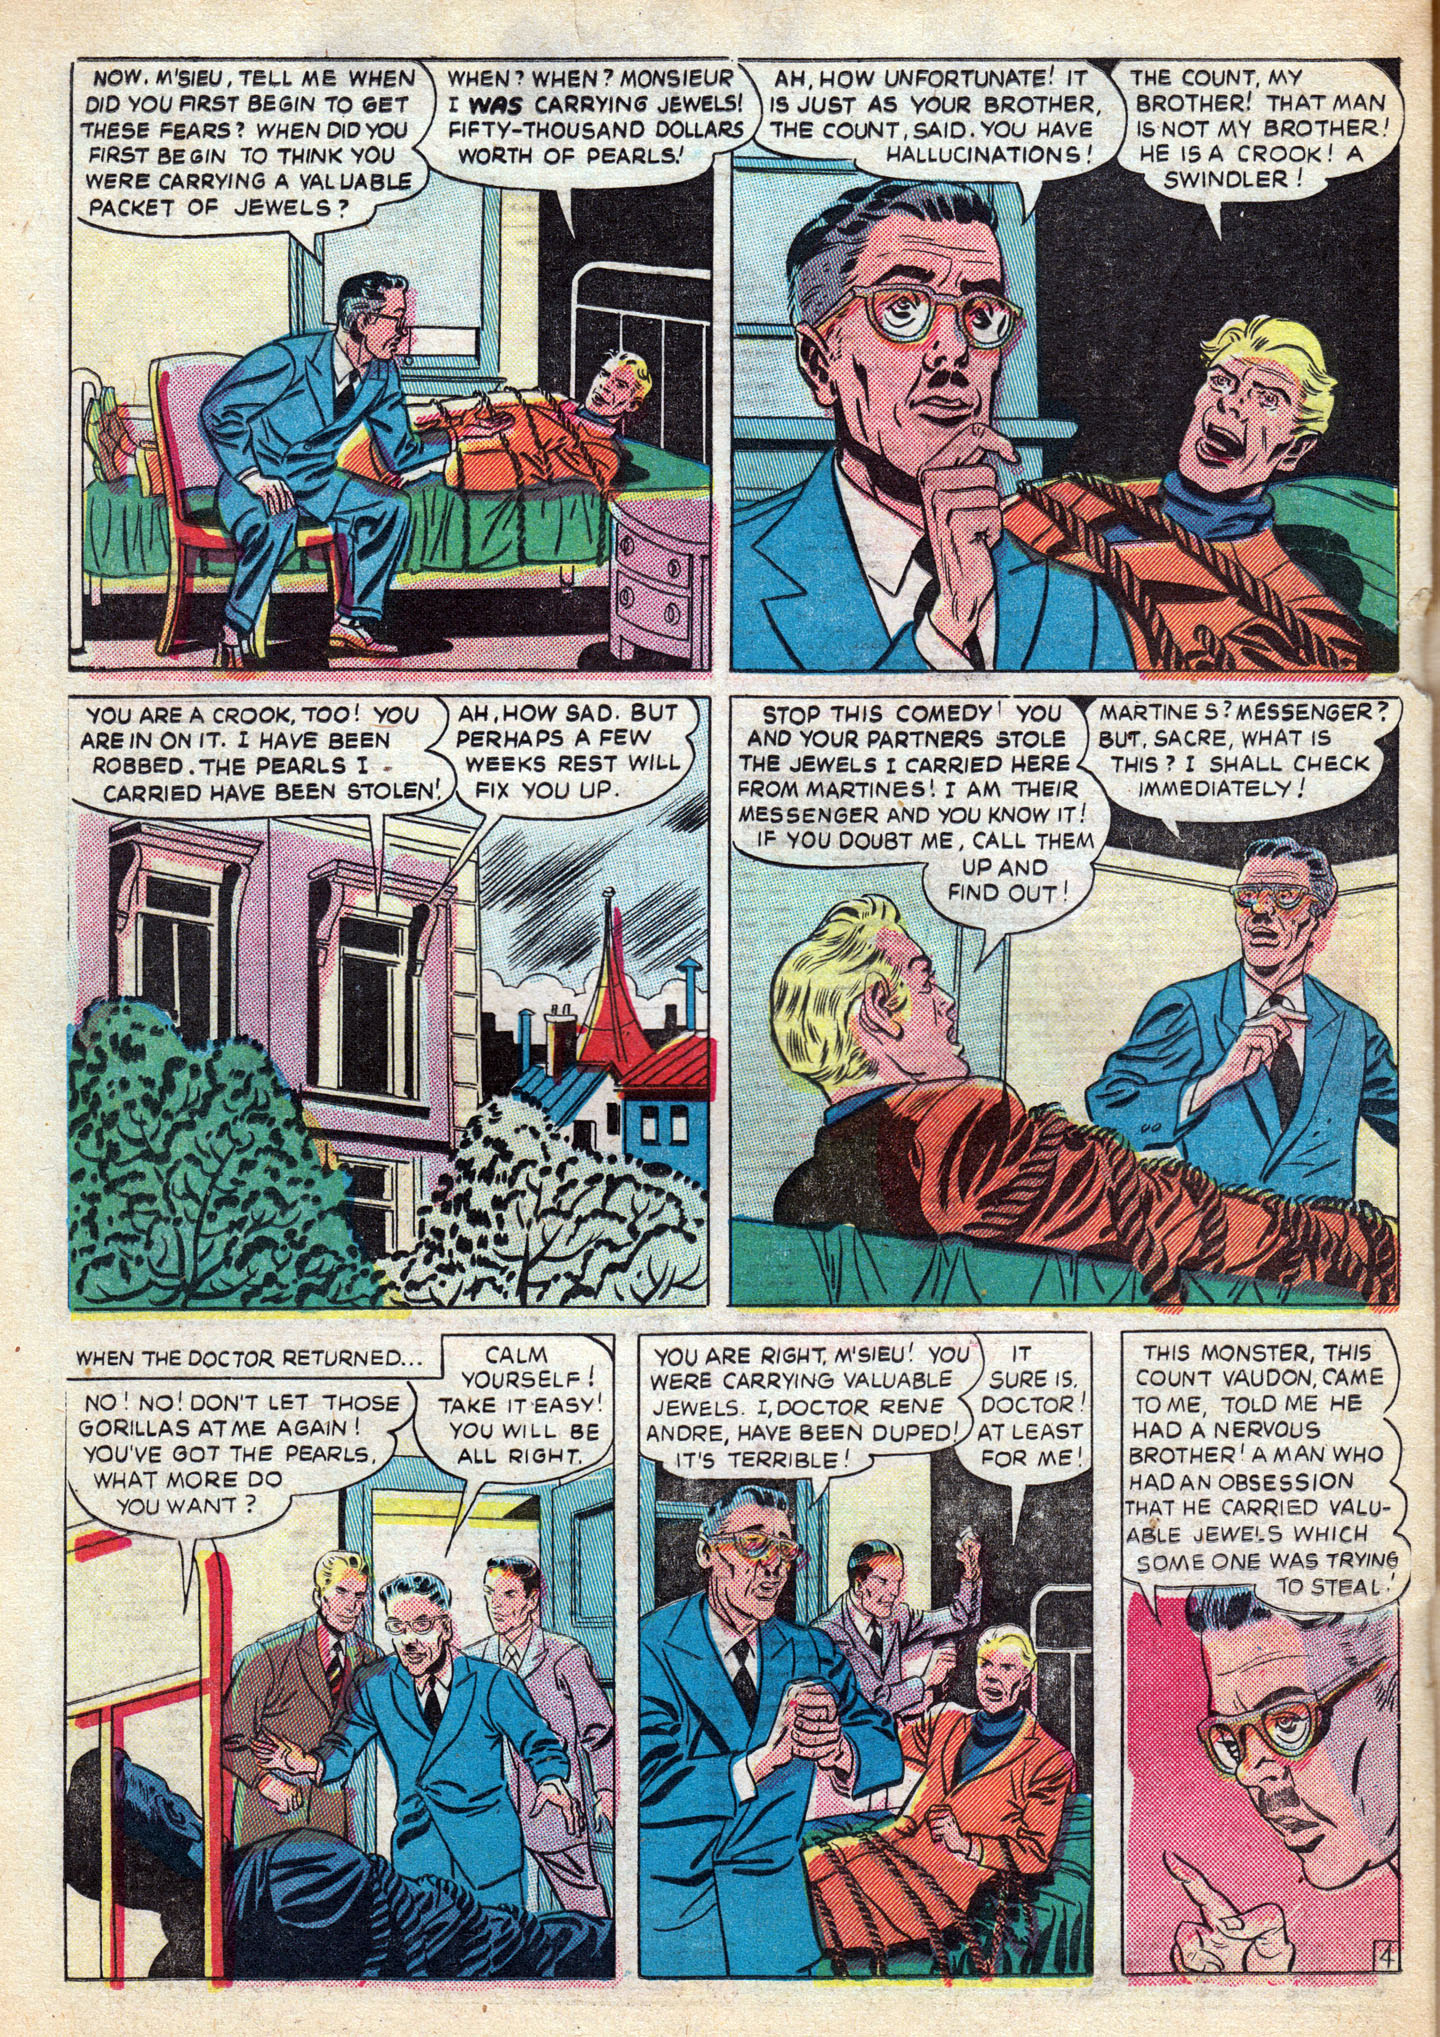 NOW, M'SIEU, TELL ME WHEN
DID YOU FIRST BEGIN TO GET
THESE FEARS? WHEN DID YOU
FIRST BEGIN TO THINK YOU
WERE CARRYING A VALUABLE
PACKET OF JEWELS?
WHEN? WHEN? MONSIEUR
I WAS CARRYING JEWELS!
FIFTY-THOUSAND DOLLARS
WORTH OF PEARLS!
AH, HOW UNFORTUNATE! IT
IS JUST AS YOUR BROTHER,
THE COUNT, SAID. YOU HAVE
HALLUCINATIONS!
THE COUNT, MY
BROTHER! THAT MAN
IS NOT MY BROTHER!
HE IS A CROOK! A
SWINDLER!
YOU ARE A CROOK, TOO! YOU
ARE IN ON IT. I HAVE BEEN
ROBBED. THE PEARLS I
CARRIED HAVE BEEN STOLEN!
AH, HOW SAD. BUT
PERHAPS A FEW
WEEKS REST WILL
FIX YOU UP.
STOP THIS COMEDY! YOU
AND YOUR PARTNERS STOLE
THE JEWELS I CARRIED HERE
FROM MARTINES! I AM THEIR
MESSENGER AND YOU KNOW IT!
IF YOU DOUBT ME, CALL THEM
UP AND
FIND OUT!
MARTINES? MESSENGER?
BUT, SACRE, WHAT IS
THIS? I SHALL CHECK
IMMEDIATELY!
WHEN THE DOCTOR RETURNED...
NO! NO! DON'T LET THOSE
GORILLAS AT ME AGAIN!
YOU'VE GOT THE PEARLS,
WHAT MORE DO
YOU WANT?
CALM
YOURSELF!
TAKE IT EASY!
YOU WILL BE
ALL RIGHT.
YOU ARE RIGHT, M'SIEU! YOU
WERE CARRYING VALUABLE
JEWELS. I, DOCTOR RENE
ANDRE, HAVE BEEN DUPED!
IT'S TERRIBLE!
IT
SURE IS,
DOCTOR!
AT LEAST
FOR ME!
THIS MONSTER, THIS
COUNT VAUDON, CAME
TO ME, TOLD ME HE
HAD A NERVOUS
BROTHER! A MAN WHO
HAD AN OBSESSION
THAT HE CARRIED VALU-
ABLE JEWELS WHICH
SOME ONE WAS TRYING
TO STEAL!
4